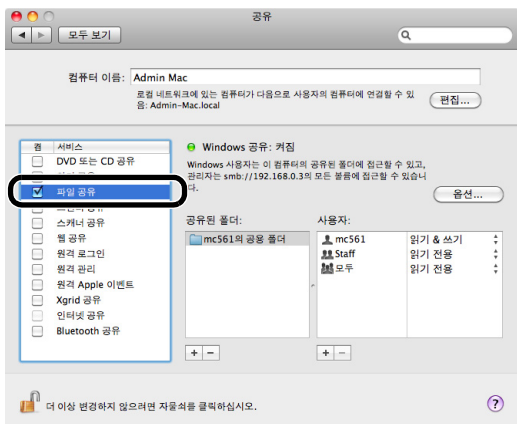 공유
모두 보기
컴퓨터 이름: Admin Mac
로컬 네트워크에 있는 컴퓨터가 다음으로 사용자의 컴퓨터에 연결할 수 있
음: Admin-Mac.local
편집...
켬 서비스
DVD 또는 CD 공유
파일 공유
스캐너 공유
웹 공유
원격 로그인
원격 관리
원격 Apple 이벤트
Xgrid 공유
인터넷 공유
Bluetooth 공유
Windows 공유: 켜짐
Windows 사용자는 이 컴퓨터의 공유된 폴더에 접근할 수 있고,
관리자는 smb://192.168.0.3의 모든 볼륨에 접근할 수 있습니
다.
옵션...
공유된 폴더:
mc561의 공용 폴더
사용자:
mc561 읽기 & 쓰기
Staff 읽기 전용
모두 읽기 전용
더 이상 변경하지 않으려면 자물쇠를 클릭하십시오.